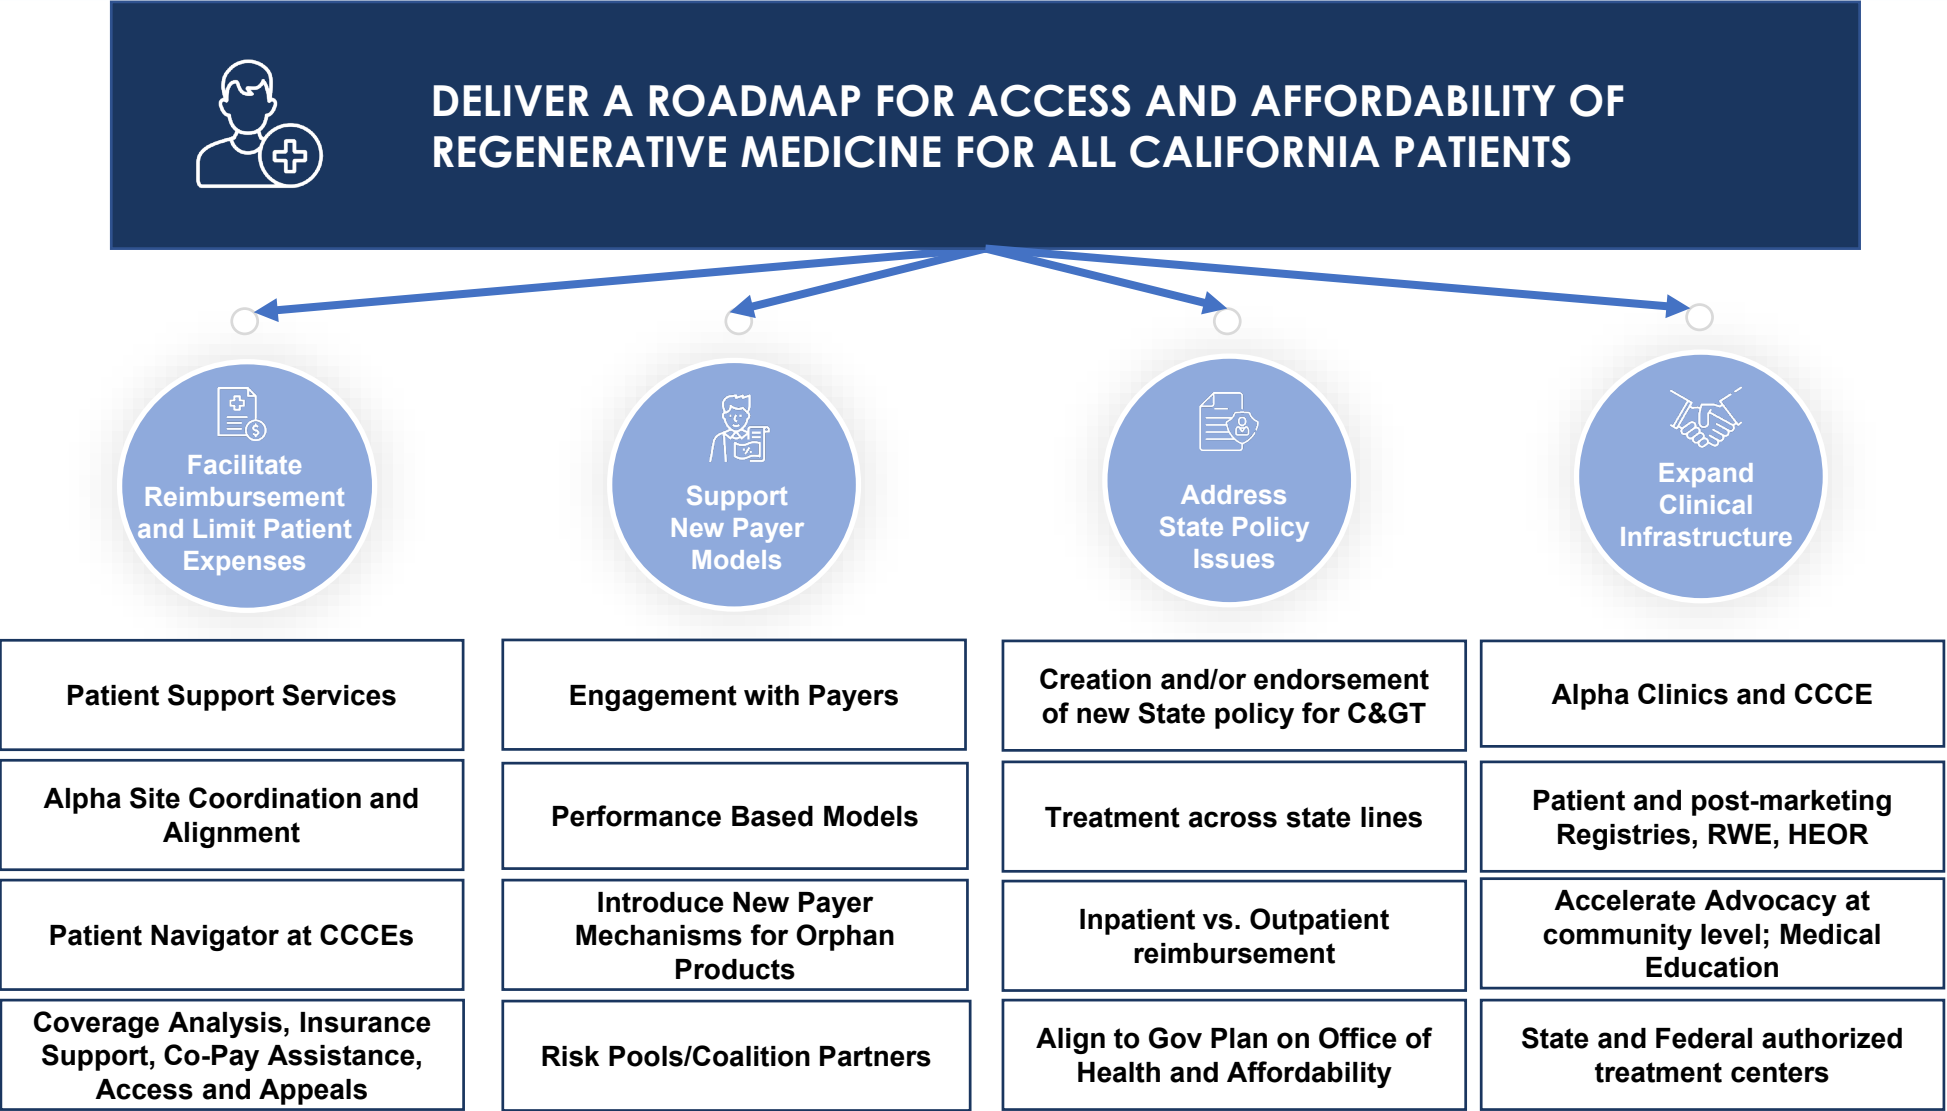 DELIVER A ROADMAP FOR ACCESS AND AFFORDABILITY OF
REGENERATIVE MEDICINE FOR ALL CALIFORNIA PATIENTS
Facilitate
Reimbursement
and Limit Patient
Expenses
Patient Support Services
Alpha Site Coordination and
Alignment
Patient Navigator at CCCEs
Coverage Analysis, Insurance
Support, Co-Pay Assistance,
Access and Appeals
Support
New Payer
Models
Engagement with Payers
Performance Based Models
Introduce New Payer
Mechanisms for Orphan
Products
Risk Pools/Coalition Partners
Address
State Policy
Issues
Creation and/or endorsement
of new State policy for C&GT
Treatment across state lines
Inpatient vs. Outpatient
reimbursement
Align to Gov Plan on Office of
Health and Affordability
Expand
Clinical
Infrastructure
Alpha Clinics and CCCE
Patient and post-marketing
Registries, RWE, HEOR
Accelerate Advocacy at
community level; Medical
Education
State and Federal authorized
treatment centers